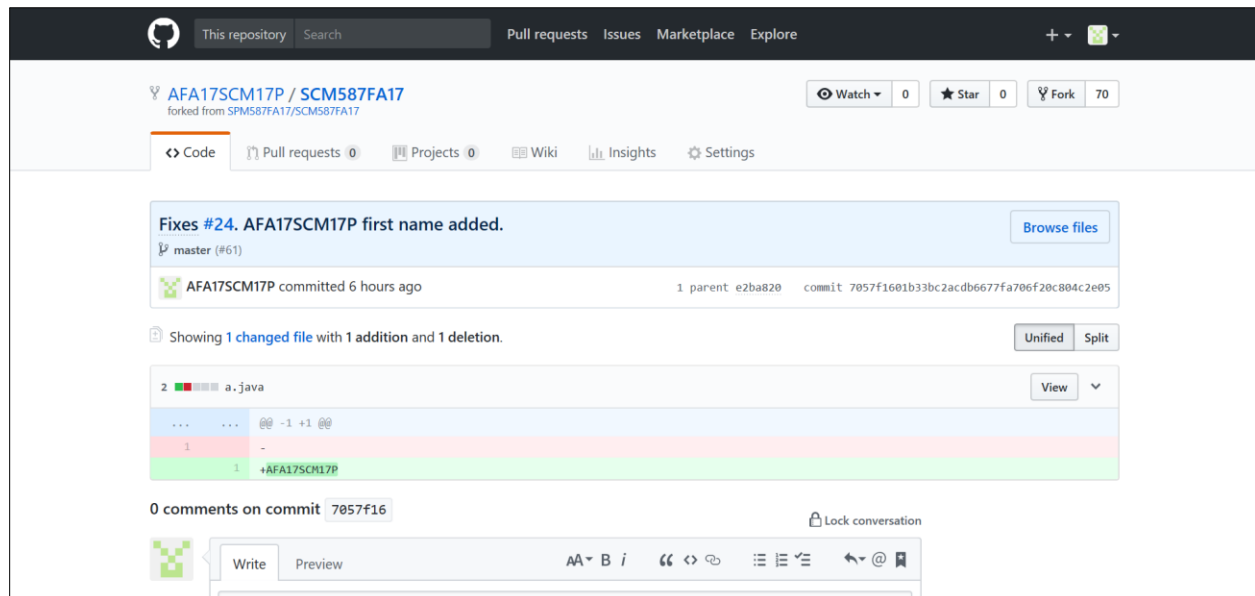 This repository Search Pull requests Issues Marketplace Explore
AFA17SCM17P / SCM587FA17 Watch 0 Star 0 Fork 70
forked from SPM587FA17/SCM587FA17
<> Code Pull requests 0 Projects 0 Wiki Insights Settings
Fixes #24. AFA17SCM17P first name added. Browse files
master (#61)
AFA17SCM17P committed 6 hours ago 1 parent e2ba820 commit 7057f1601b33bc2acdb6677fa706f20c804c2e05
Showing 1 changed file with 1 addition and 1 deletion. Unified Split
2 a.java View
... ... @@ -1 +1 @@
1 -
1 +AFA17SCM17P
0 comments on commit 7057f16
Lock conversation
Write Preview AA B i “ <> @